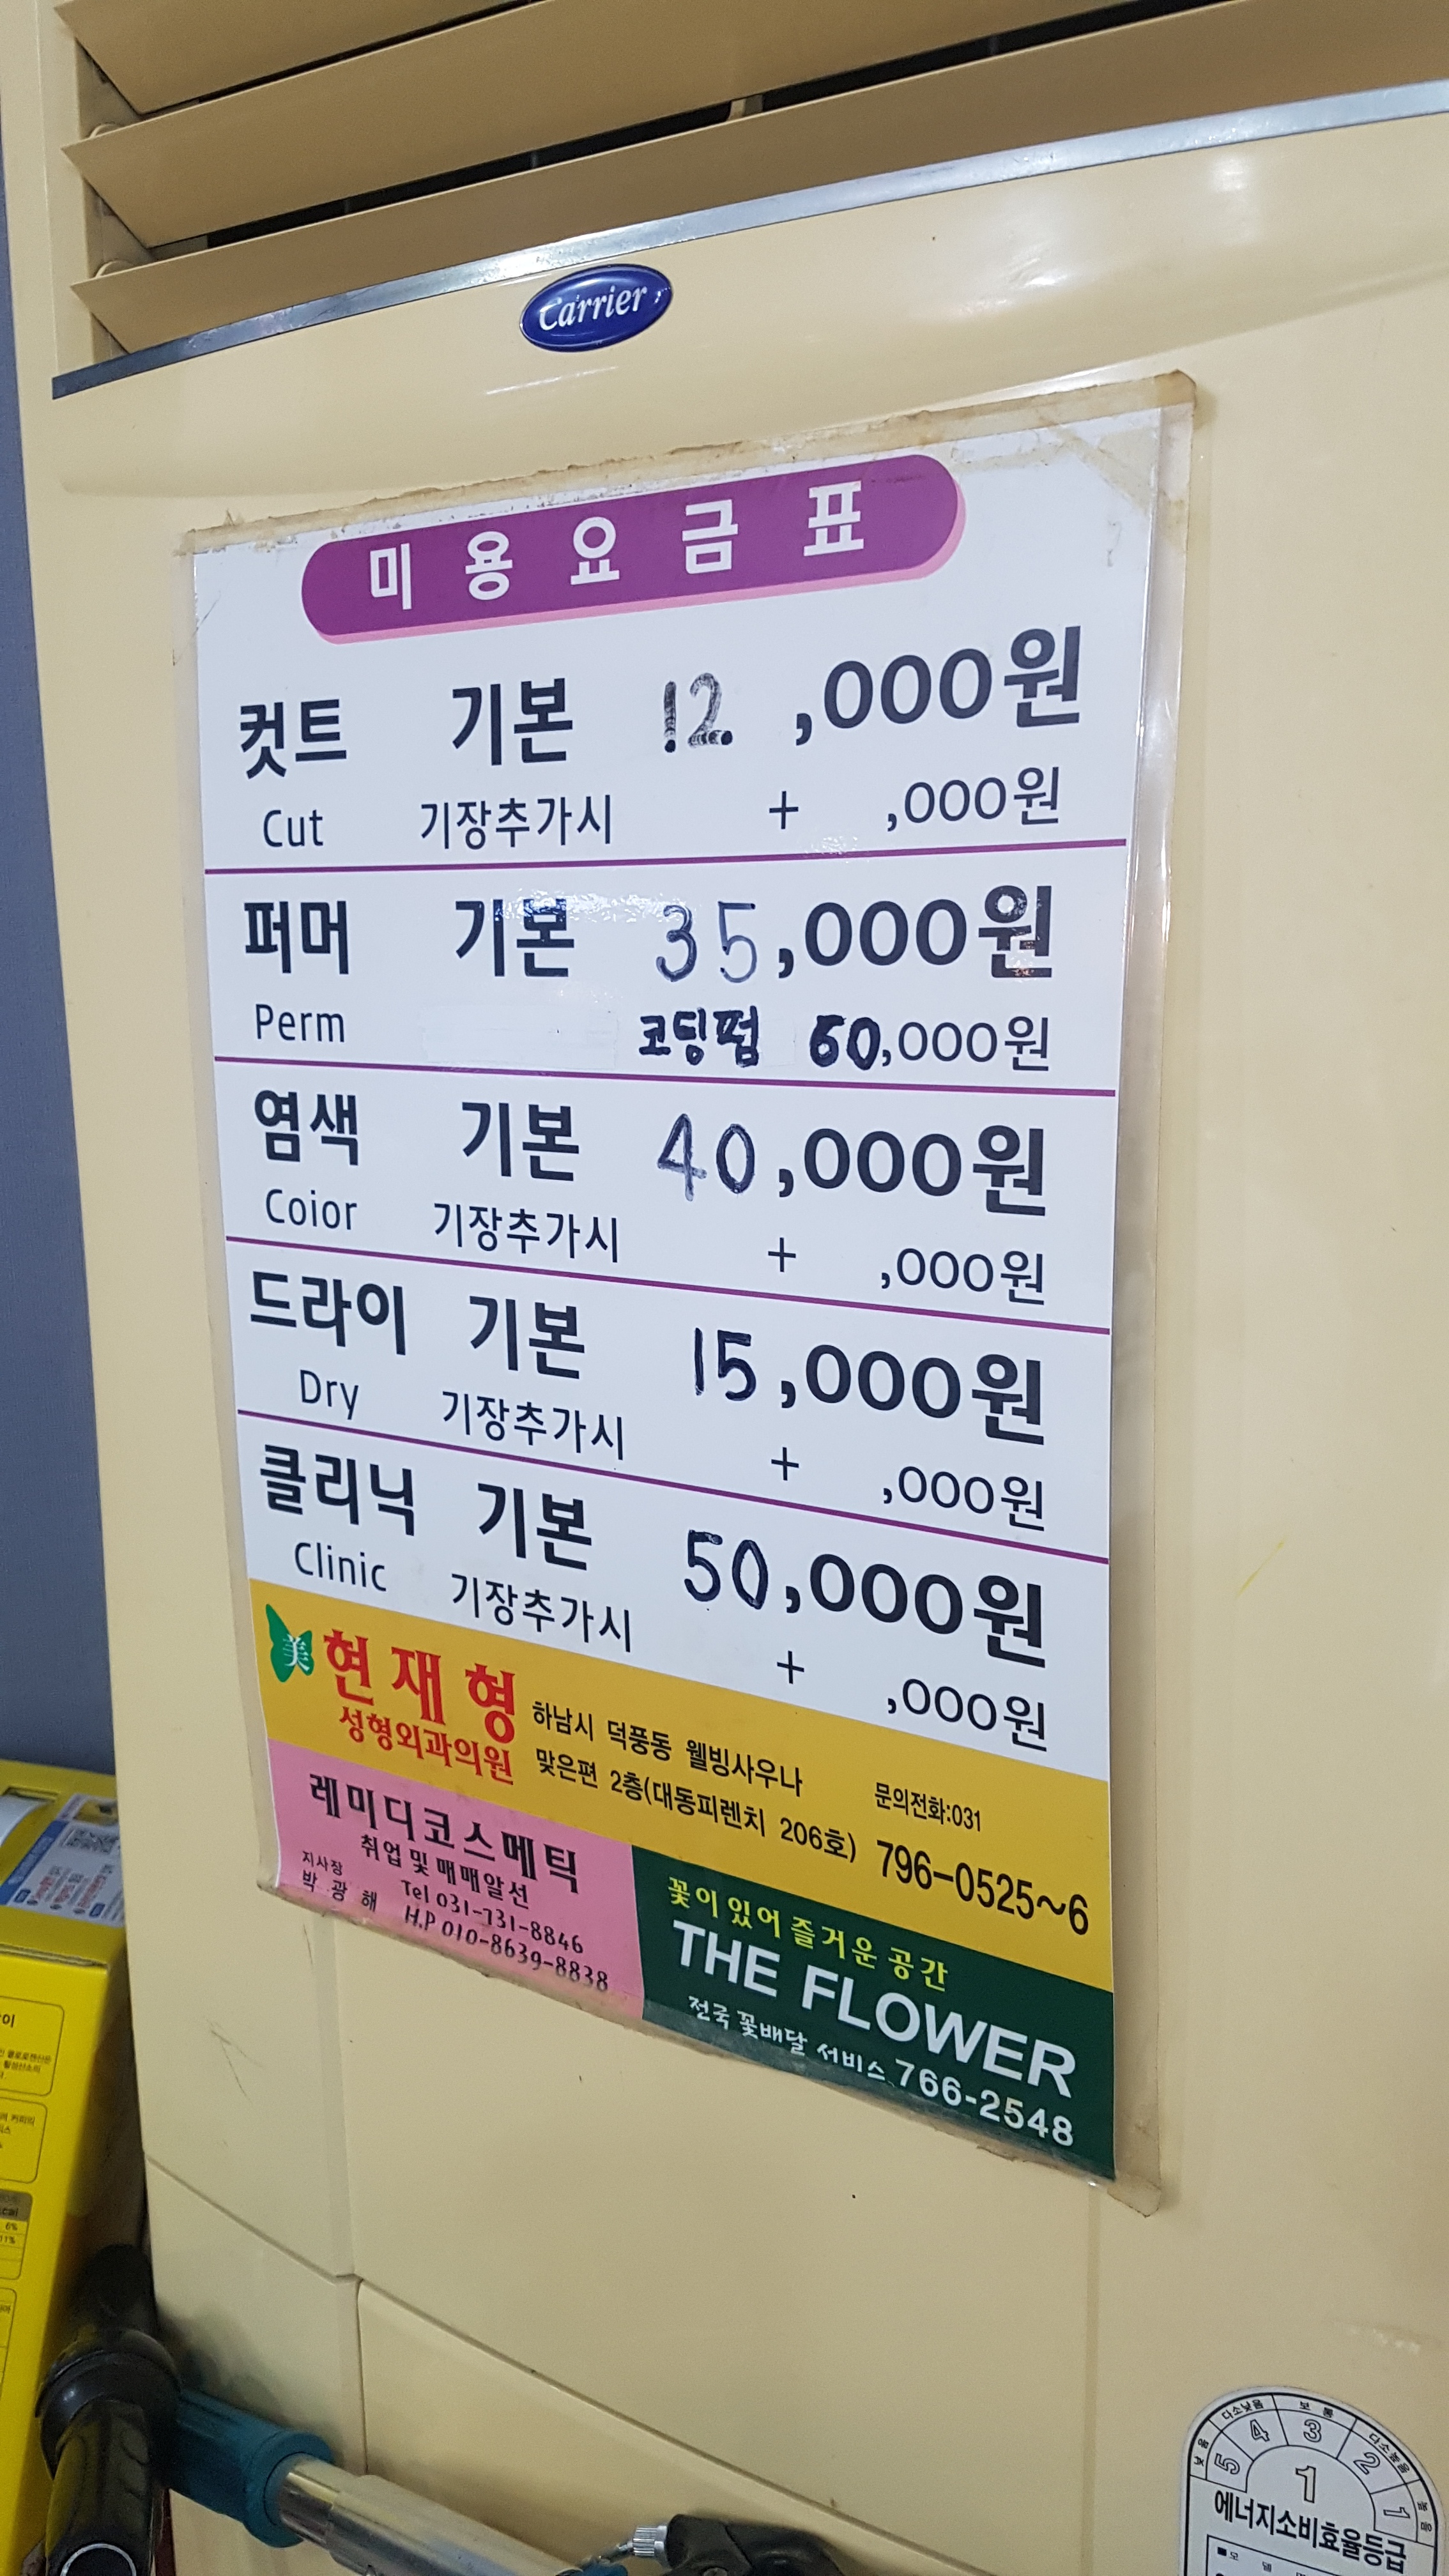 Carrier
미용요금표
컷트 기본 12,000원
Cut 기장추가시 + ,000원
퍼머 기본 35,000원
Perm 코딩펌 60,000원
염색 기본 40,000원
Coior 기장추가시 + ,000원
드라이 기본 15,000원
Dry 기장추가시 + ,000원
클리닉 기본 50,000원
Clinic 기장추가시 + ,000원
美 현재형
성형외과의원
하남시 덕풍동 웰빙사우나
맞은편 2층(대동피렌치 206호)
문의전화:031
796-0525~6
레미디코스메틱
취업 및 매매알선
지사장
박광해
Tel 031-731-8846
H.P 010-8639-8838
꽃이 있어 즐거운 공간
THE FLOWER
전국 꽃배달 서비스 766-2548
5 4 3 2 1
보통
1
에너지소비효율등급